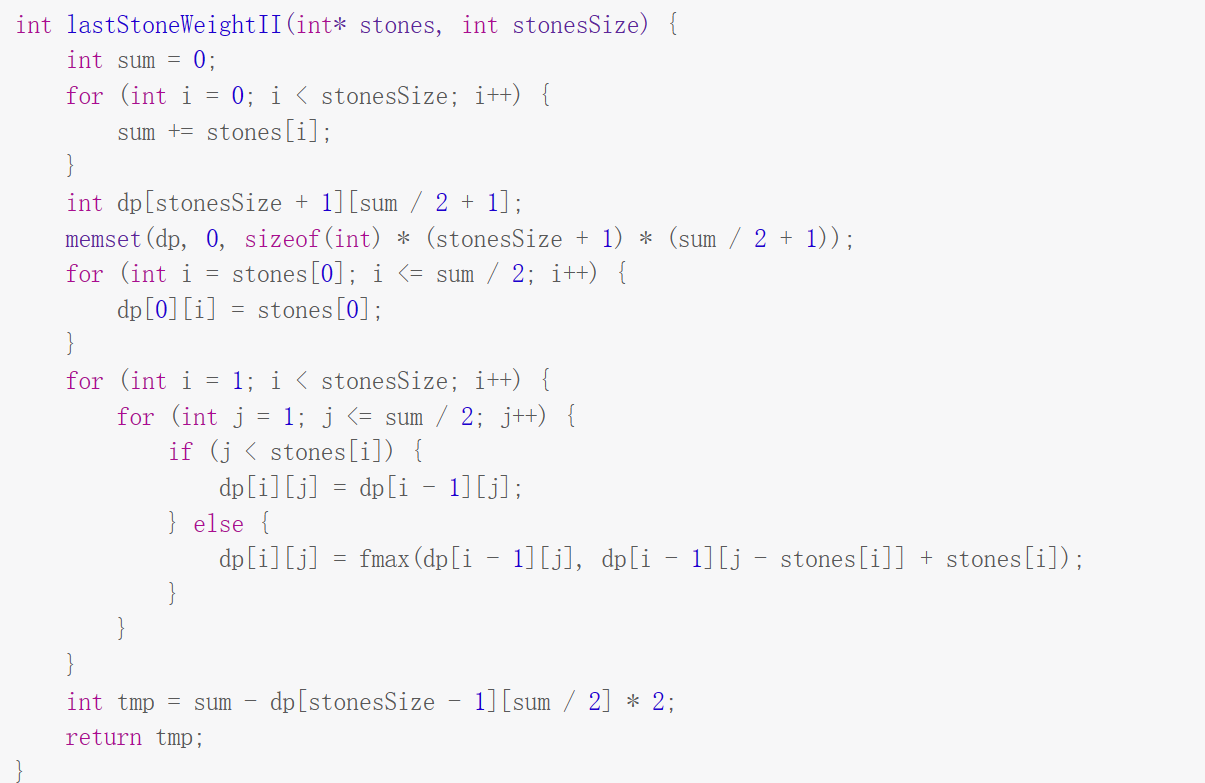 int lastStoneWeightII(int* stones, int stonesSize) {
    int sum = 0;
    for (int i = 0; i < stonesSize; i++) {
        sum += stones[i];
    }
    int dp[stonesSize + 1][sum / 2 + 1];
    memset(dp, 0, sizeof(int) * (stonesSize + 1) * (sum / 2 + 1));
    for (int i = stones[0]; i <= sum / 2; i++) {
        dp[0][i] = stones[0];
    }
    for (int i = 1; i < stonesSize; i++) {
        for (int j = 1; j <= sum / 2; j++) {
            if (j < stones[i]) {
                dp[i][j] = dp[i - 1][j];
            } else {
                dp[i][j] = fmax(dp[i - 1][j], dp[i - 1][j - stones[i]] + stones[i]);
            }
        }
    }
    int tmp = sum - dp[stonesSize - 1][sum / 2] * 2;
    return tmp;
}